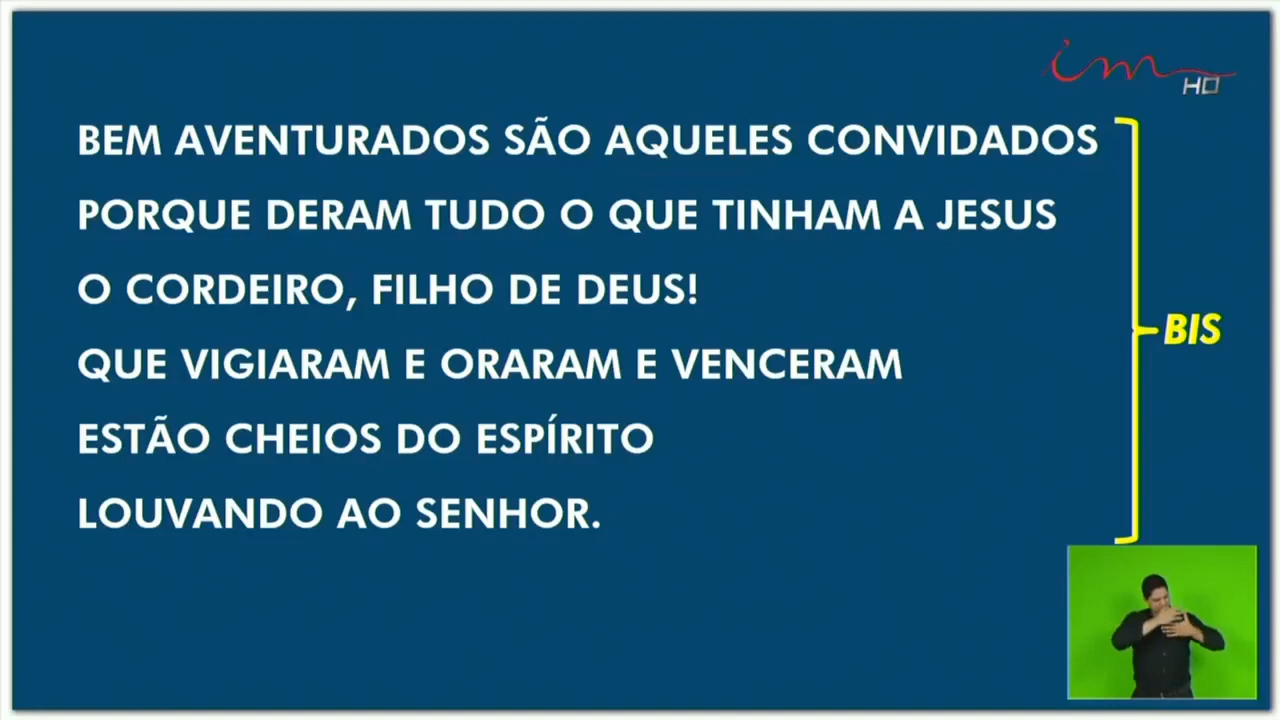 im
HD
BEM AVENTURADOS SÃO AQUELES CONVIDADOS
PORQUE DERAM TUDO O QUE TINHAM A JESUS
O CORDEIRO, FILHO DE DEUS!
QUE VIGIARAM E ORARAM E VENCERAM
ESTÃO CHEIOS DO ESPÍRITO
LOUVANDO AO SENHOR.
BIS